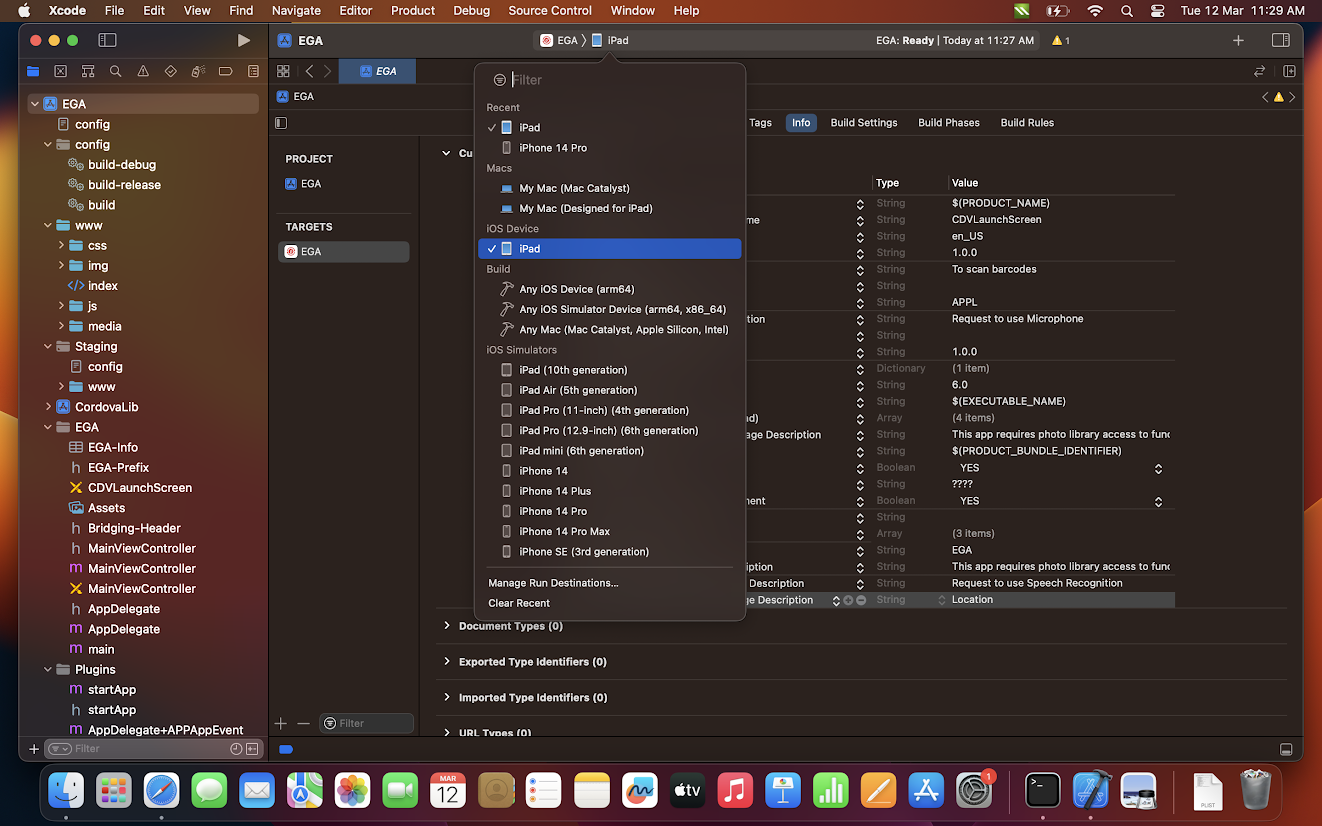 Xcode File Edit View Find Navigate Editor Product Debug Source Control Window Help 1 Tue 12 Mar 11:29 AM
EGA EGA iPad EGA: Ready | Today at 11:27 AM 1
EGA
EGA
EGA
config
config
build-debug
build-release
build
www
css
img
index
js
media
Staging
config
www
CordovaLib
EGA
EGA-Info
EGA-Prefix
CDVLaunchScreen
Assets
Bridging-Header
MainViewController
MainViewController
MainViewController
AppDelegate
AppDelegate
main
Plugins
startApp
startApp
AppDelegate+APPAppEvent
Filter
PROJECT
EGA
TARGETS
EGA
Filter
Filter
Recent
iPad
iPhone 14 Pro
Macs
My Mac (Mac Catalyst)
My Mac (Designed for iPad)
iOS Device
iPad
Build
Any iOS Device (arm64)
Any iOS Simulator Device (arm64, x86_64)
Any Mac (Mac Catalyst, Apple Silicon, Intel)
iOS Simulators
iPad (10th generation)
iPad Air (5th generation)
iPad Pro (11-inch) (4th generation)
iPad Pro (12.9-inch) (6th generation)
iPad mini (6th generation)
iPhone 14
iPhone 14 Plus
iPhone 14 Pro
iPhone 14 Pro Max
iPhone SE (3rd generation)
Manage Run Destinations...
Clear Recent
Tags Info Build Settings Build Phases Build Rules
Cu
Type Value
String $(PRODUCT_NAME)
me String CDVLaunchScreen
String en_US
String 1.0.0
String To scan barcodes
String
String APPL
tion String Request to use Microphone
String
String 1.0.0
Dictionary (1 item)
String 6.0
String $(EXECUTABLE_NAME)
d) Array (4 items)
age Description String This app requires photo library access to func
String $(PRODUCT_BUNDLE_IDENTIFIER)
Boolean YES
String ????
ment Boolean YES
String
Array (3 items)
String EGA
iption String This app requires photo library access to func
Description String Request to use Speech Recognition
ge Description String Location
Document Types (0)
Exported Type Identifiers (0)
Imported Type Identifiers (0)
URL Types (0)
MAR
12
tv
1
PLIST